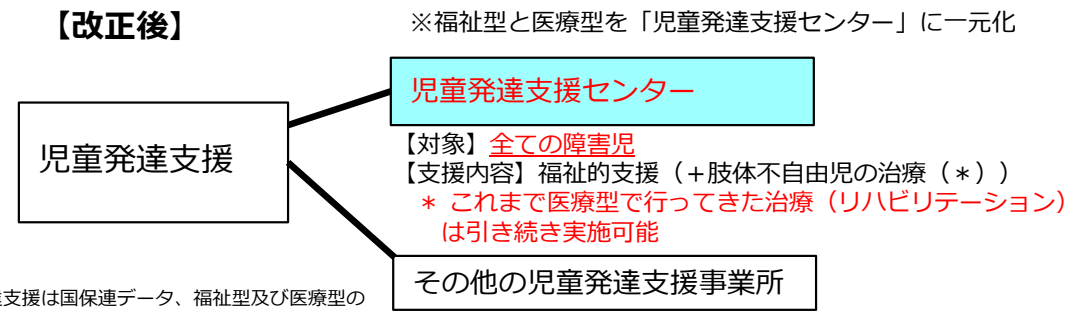 【改正後】
※福祉型と医療型を「児童発達支援センター」に一元化
児童発達支援センター
児童発達支援
【対象】全ての障害児
【支援内容】福祉的支援（＋肢体不自由児の治療（＊））
＊ これまで医療型で行ってきた治療（リハビリテーション）
は引き続き実施可能
その他の児童発達支援事業所
支援は国保連データ、福祉型及び医療型の